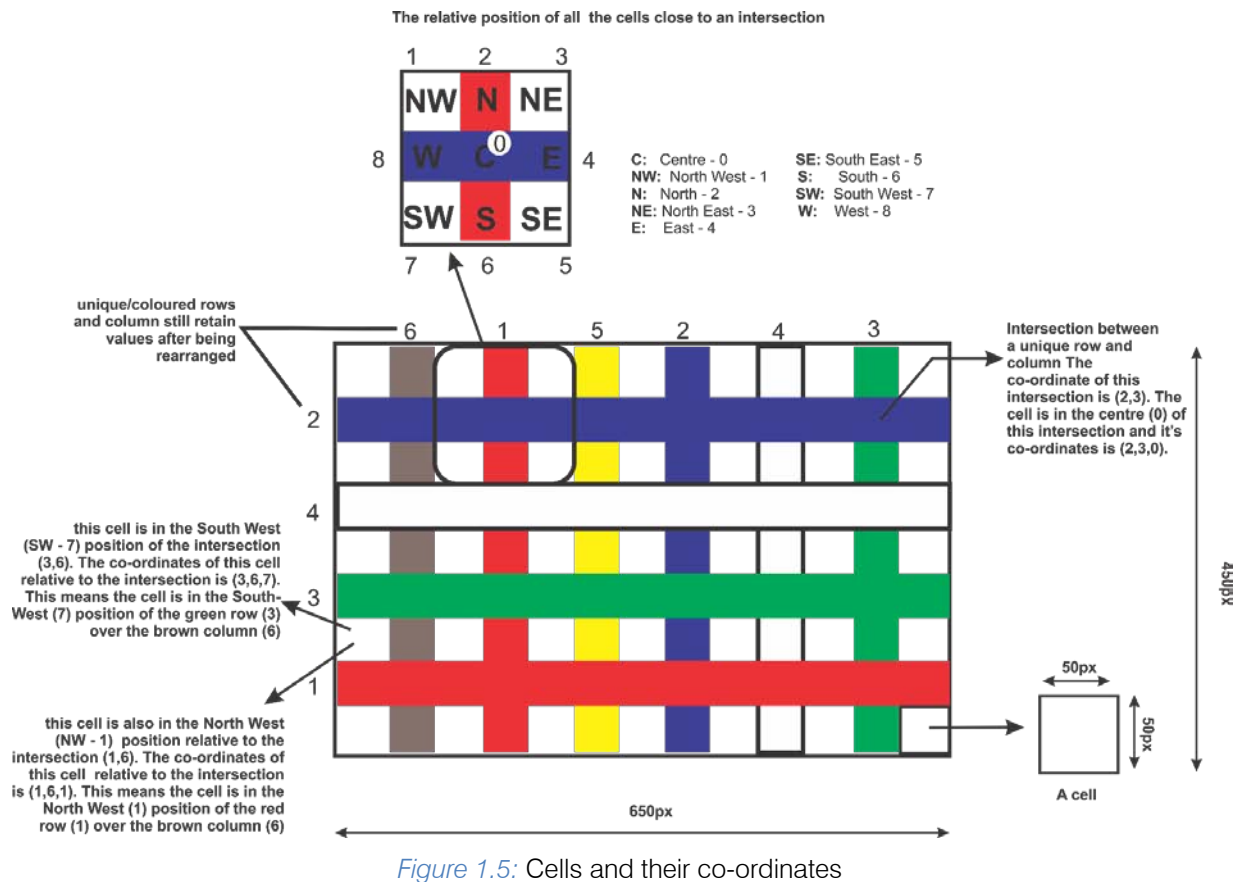 The relative position of all the cells close to an intersection
1 2 3
NW N NE
0
8 W C E 4
SW S SE
7 6 5
C: Centre - 0
NW: North West - 1
N: North - 2
NE: North East - 3
E: East - 4
SE: South East - 5
S: South - 6
SW: South West - 7
W: West - 8
unique/coloured rows
and column still retain
values after being
rearranged
6 1 5 2 4 3
2
4
3
1
Intersection between
a unique row and
column The
co-ordinate of this
intersection is (2,3). The
cell is in the centre (0) of
this intersection and it's
co-ordinates is (2,3,0).
this cell is in the South West
(SW - 7) position of the intersection
(3,6). The co-ordinates of this cell
relative to the intersection is (3,6,7).
This means the cell is in the South-
West (7) position of the green row (3)
over the brown column (6)
this cell is also in the North West
(NW - 1) position relative to the
intersection (1,6). The co-ordinates of
this cell relative to the intersection
is (1,6,1). This means the cell is in the
North West (1) position of the red
row (1) over the brown column (6)
450px
50px
50px
A cell
650px
Figure 1.5: Cells and their co-ordinates